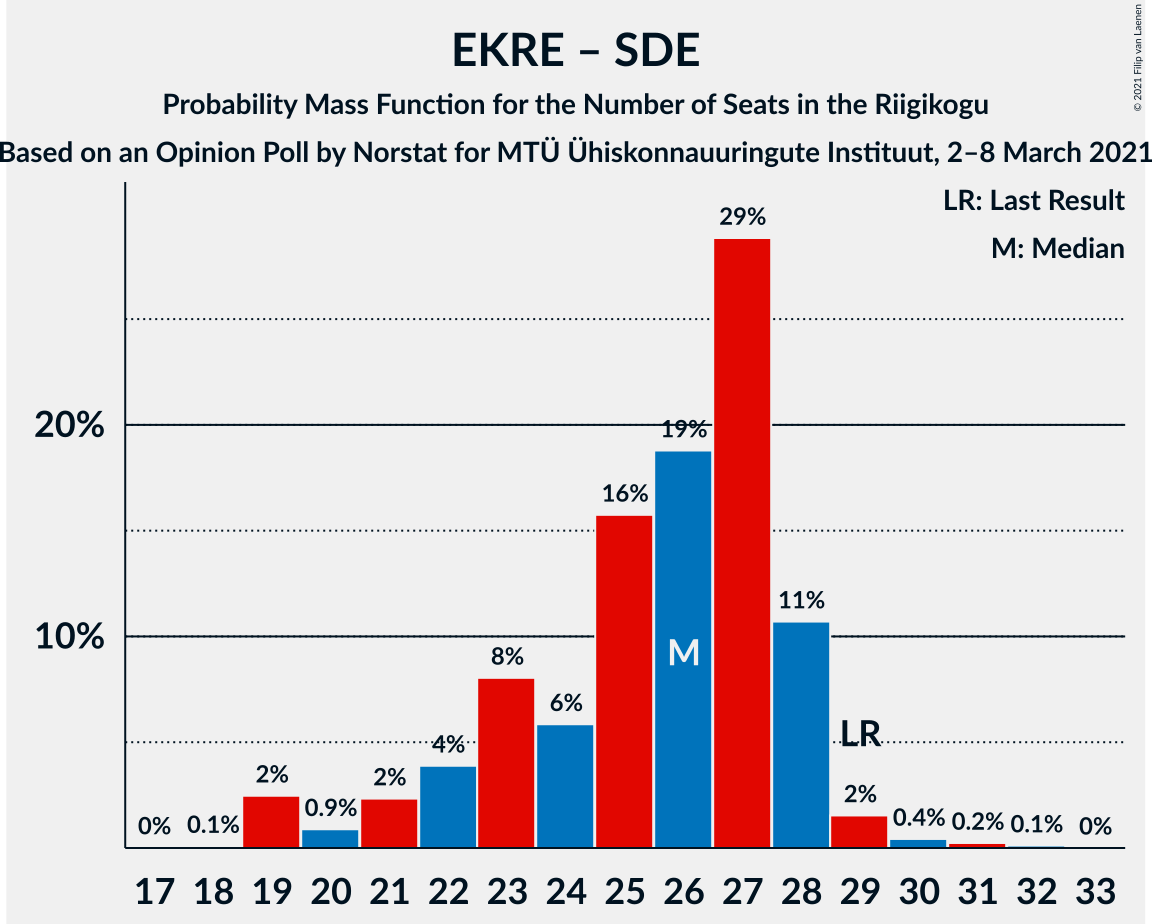 EKRE – SDE
Probability Mass Function for the Number of Seats in the Riigikogu
Based on an Opinion Poll by Norstat for MTÜ Ühiskonnauuringute Instituut, 2–8 March 2021
© 2021 Filip van Laenen
LR: Last Result
M: Median
29%
20%
19%
16%
11%
10%
M
8%
6%
LR
4%
2%
2%
2%
0%
0.1%
0.9%
0.4%
0.2%
0.1%
0%
17 18 19 20 21 22 23 24 25 26 27 28 29 30 31 32 33